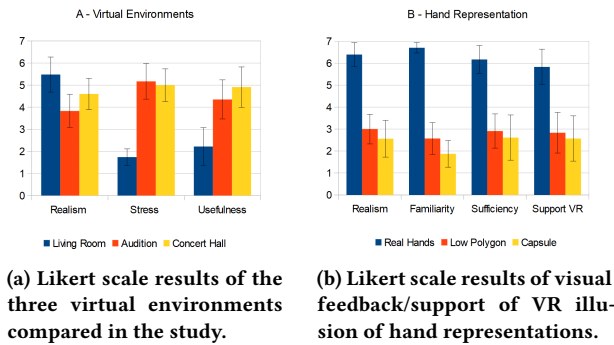 A - Virtual Environments
7
6
5
4
3
2
1
0
Realism Stress Usefulness
Living Room Audition Concert Hall
(a) Likert scale results of the
three virtual environments
compared in the study.
B - Hand Representation
7
6
5
4
3
2
1
0
Realism Familiarity Sufficiency Support VR
Real Hands Low Polygon Capsule
(b) Likert scale results of visual
feedback/support of VR illu-
sion of hand representations.